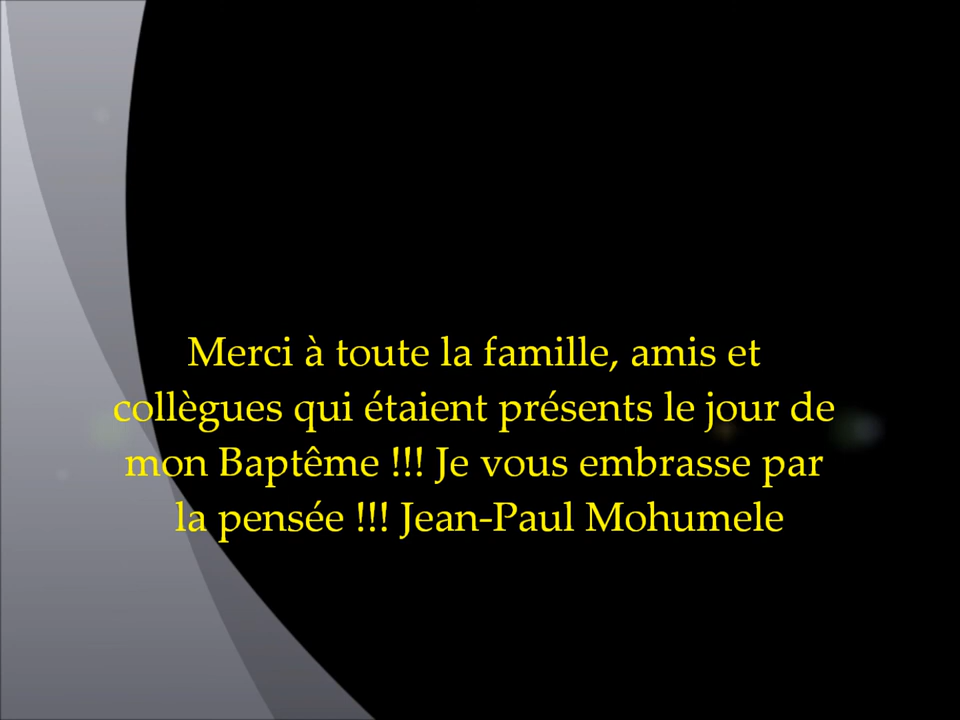 Merci à toute la famille, amis et
collègues qui étaient présents le jour de
mon Baptême !!! Je vous embrasse par
la pensée !!! Jean-Paul Mohumele